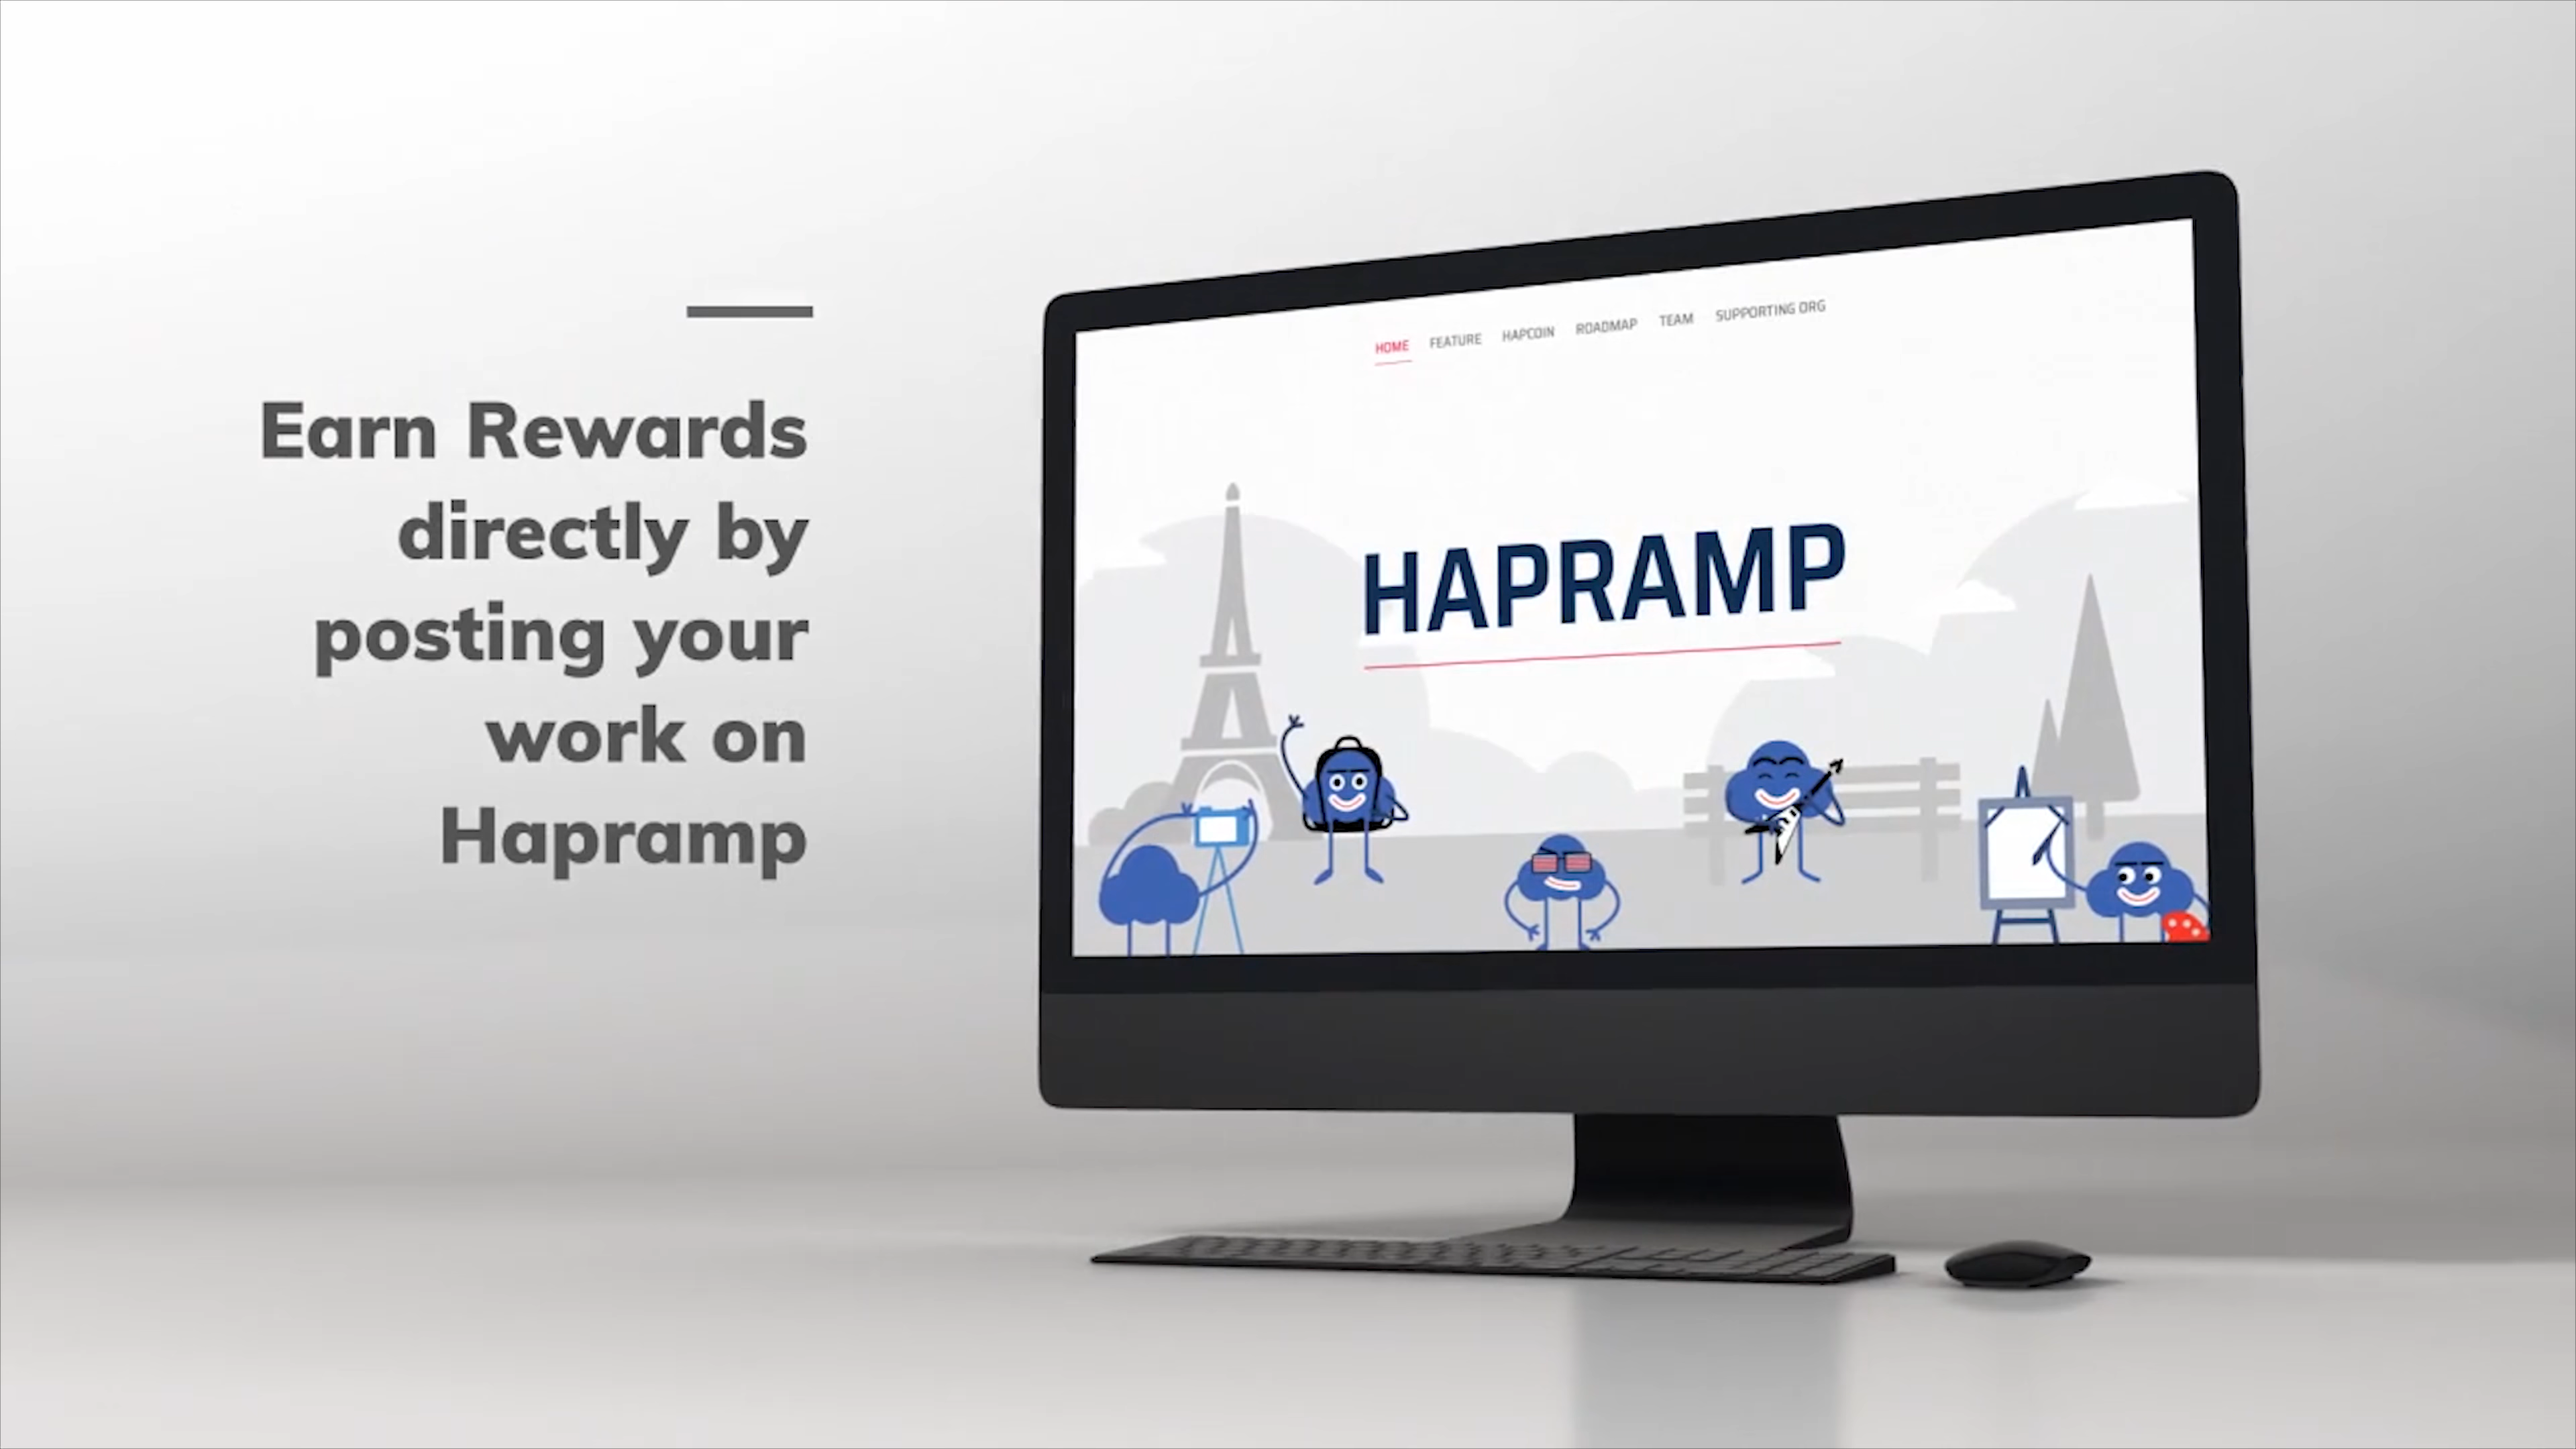 Earn Rewards
directly by
posting your
work on
Hapramp
HOME FEATURE HAPCOIN ROADMAP TEAM SUPPORTING ORG
HAPRAMP